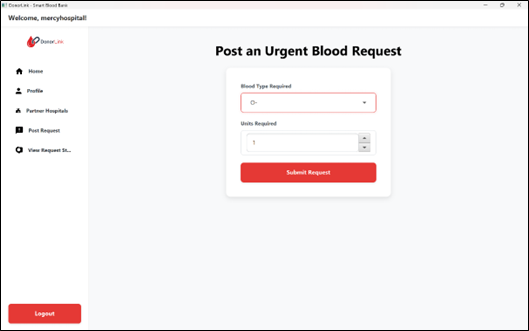 DonorLink - Smart Blood Bank
Welcome, mercyhospital!
DonorLink
Home
Profile
Partner Hospitals
Post Request
View Request St...
Logout
Post an Urgent Blood Request
Blood Type Required
O-
Units Required
1
Submit Request